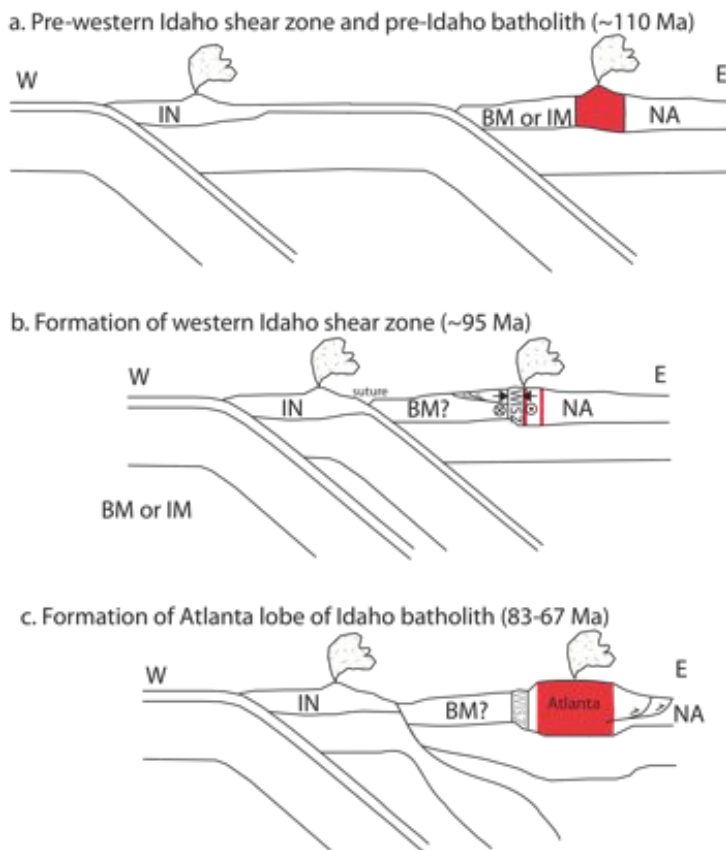 a. Pre-western Idaho shear zone and pre-Idaho batholith (~110 Ma)
W
E
IN
BM or IM
NA
b. Formation of western Idaho shear zone (~95 Ma)
W
E
suture
IN
BM?
WISZ
NA
BM or IM
c. Formation of Atlanta lobe of Idaho batholith (83-67 Ma)
W
E
IN
BM?
Atlanta
NA